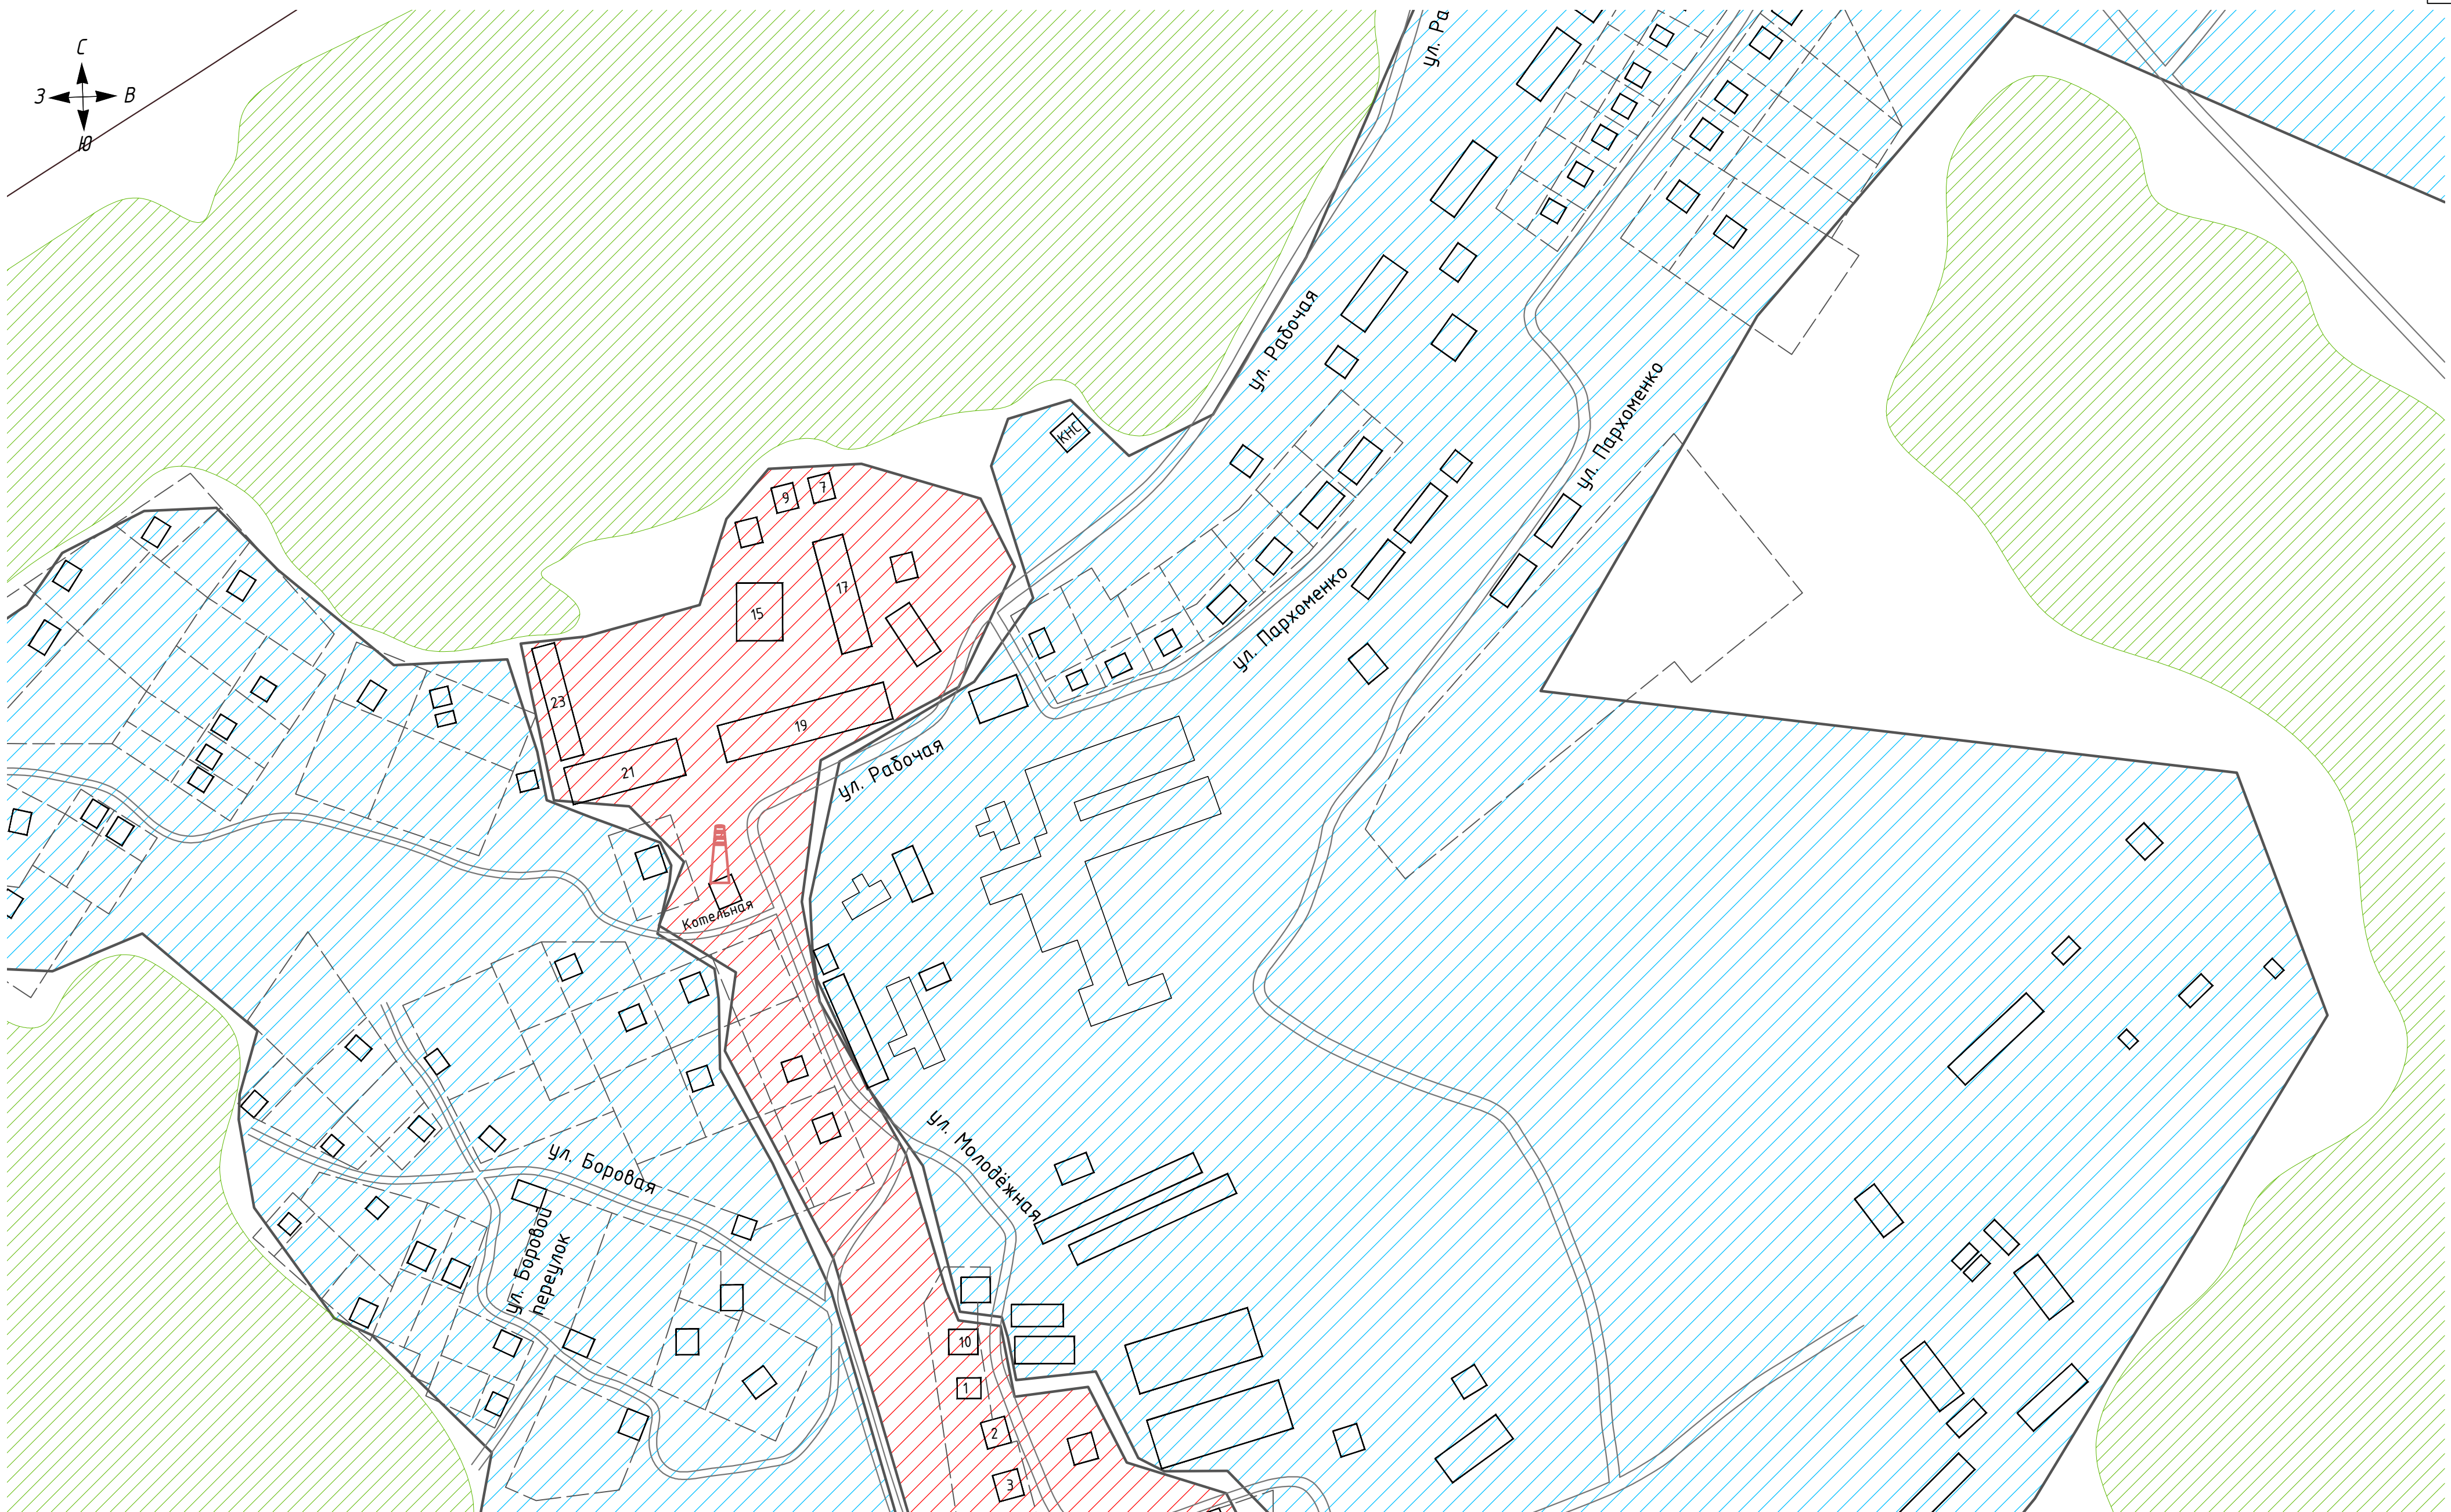 С
З В
Ю
ул. Ра
ул. Рабочая
ул. Пархоменко
КНС
9
7
15
17
ул. Пархоменко
23
19
21
ул. Рабочая
Котельная
ул. Молодёжная
ул. Боровая
ул. Боровой
переулок
10
1
2
3